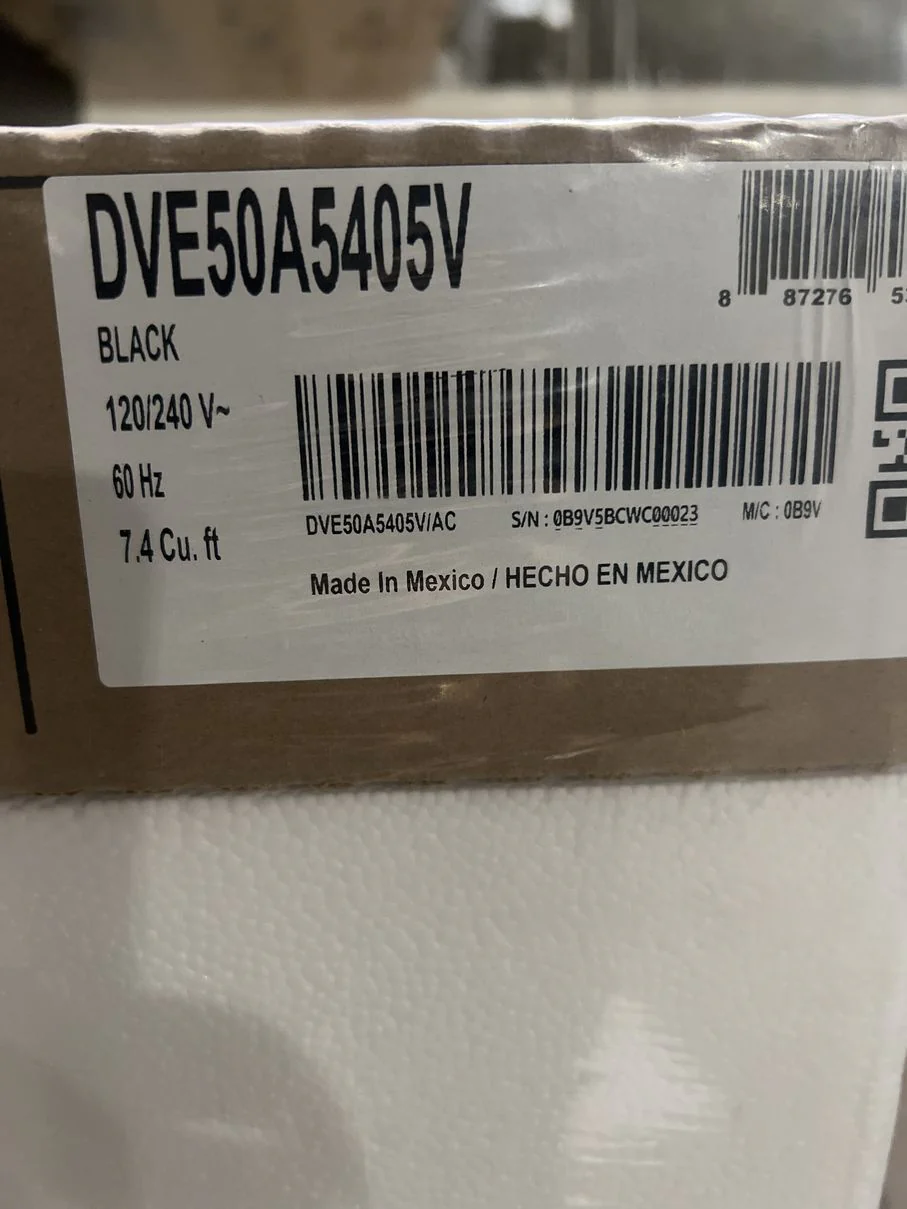 DVE50A5405V
8 87276
BLACK
120/240 V~
60 Hz
7.4 Cu. ft
DVE50A5405V/AC S/N : 0B9V5BCWC00023 M/C : 0B9V
Made In Mexico / HECHO EN MEXICO